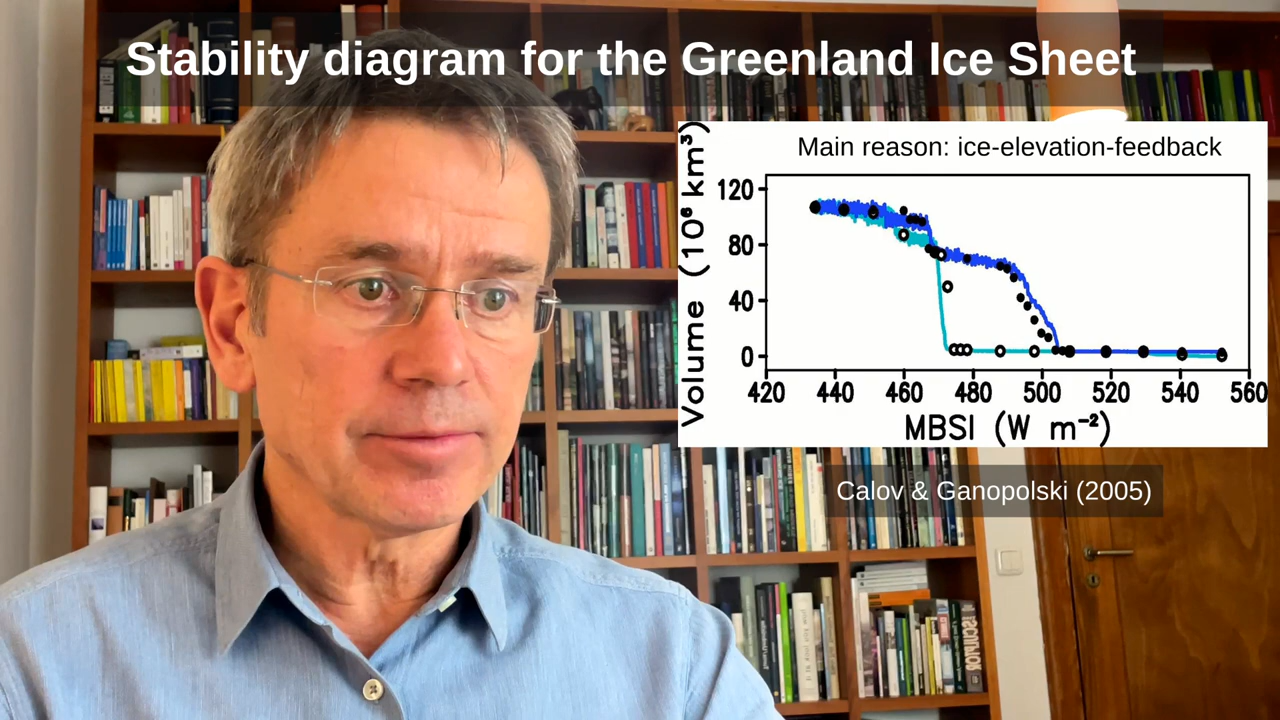 Stability diagram for the Greenland Ice Sheet
Main reason: ice-elevation-feedback
Volume (10⁶ km³)
120
80
40
0
420 440 460 480 500 520 540 560
MBSI (W m⁻²)
Calov & Ganopolski (2005)